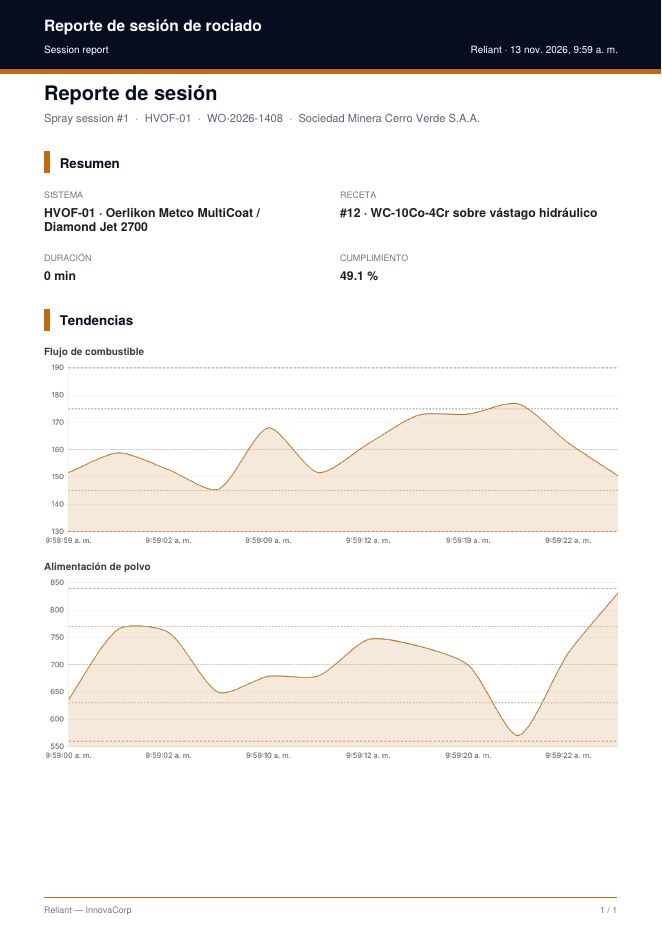 Reporte de sesión de rociado
Session report
Reliant · 13 nov. 2026, 9:59 a. m.
Reporte de sesión
Spray session #1 · HVOF-01 · WO-2026-1408 · Sociedad Minera Cerro Verde S.A.A.
Resumen
SISTEMA
HVOF-01 · Oerlikon Metco MultiCoat /
Diamond Jet 2700
RECETA
#12 · WC-10Co-4Cr sobre vástago hidráulico
DURACIÓN
0 min
CUMPLIMIENTO
49.1 %
Tendencias
Flujo de combustible
190
180
170
160
150
140
130
9:58:59 a. m. 9:59:02 a. m. 9:59:09 a. m. 9:59:12 a. m. 9:59:19 a. m. 9:59:22 a. m.
Alimentación de polvo
850
800
750
700
650
600
550
9:59:00 a. m. 9:59:02 a. m. 9:59:10 a. m. 9:59:12 a. m. 9:59:20 a. m. 9:59:22 a. m.
Reliant — InnovaCorp
1 / 1